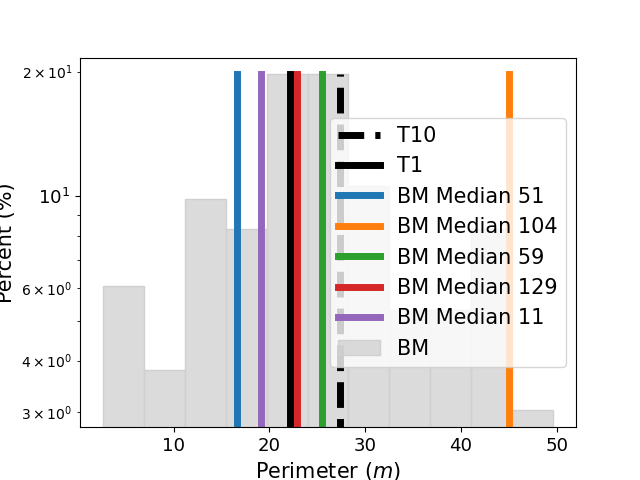 2 × 10¹
10¹
6 × 10⁰
4 × 10⁰
3 × 10⁰
Percent (%)
T10
T1
BM Median 51
BM Median 104
BM Median 59
BM Median 129
BM Median 11
BM
10 20 30 40 50
Perimeter (m)